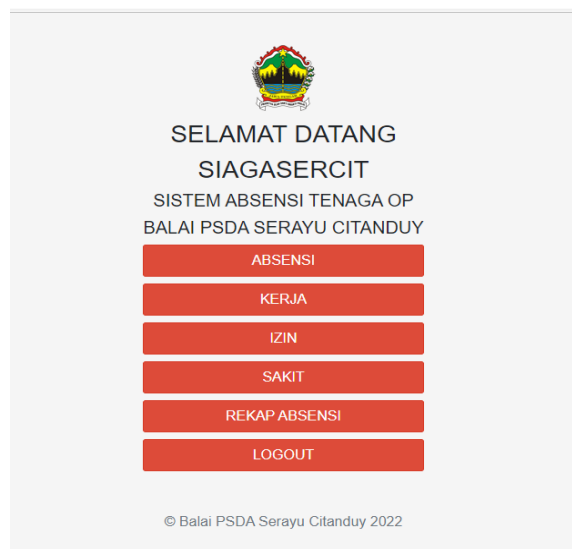 SELAMAT DATANG
SIAGASERCIT
SISTEM ABSENSI TENAGA OP
BALAI PSDA SERAYU CITANDUY
ABSENSI
KERJA
IZIN
SAKIT
REKAP ABSENSI
LOGOUT
© Balai PSDA Serayu Citanduy 2022